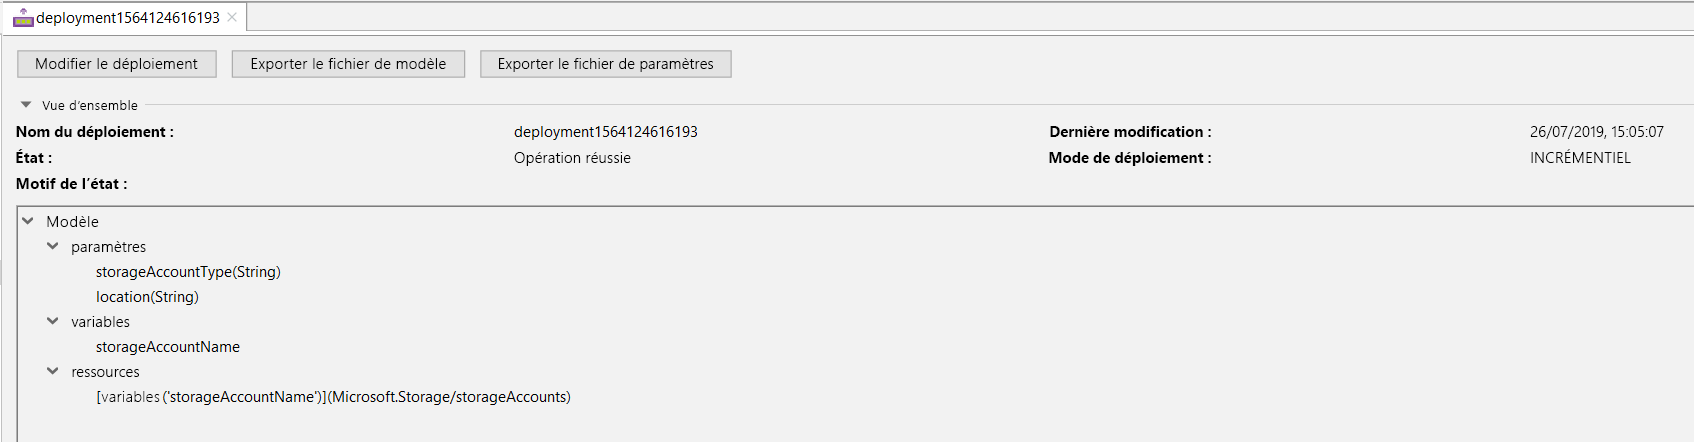 deployment1564124616193
Modifier le déploiement Exporter le fichier de modèle Exporter le fichier de paramètres
Vue d’ensemble
Nom du déploiement : deployment1564124616193 Dernière modification : 26/07/2019, 15:05:07
État : Opération réussie Mode de déploiement : INCRÉMENTIEL
Motif de l’état :
Modèle
paramètres
storageAccountType(String)
location(String)
variables
storageAccountName
ressources
[variables ('storageAccountName')](Microsoft.Storage/storageAccounts)